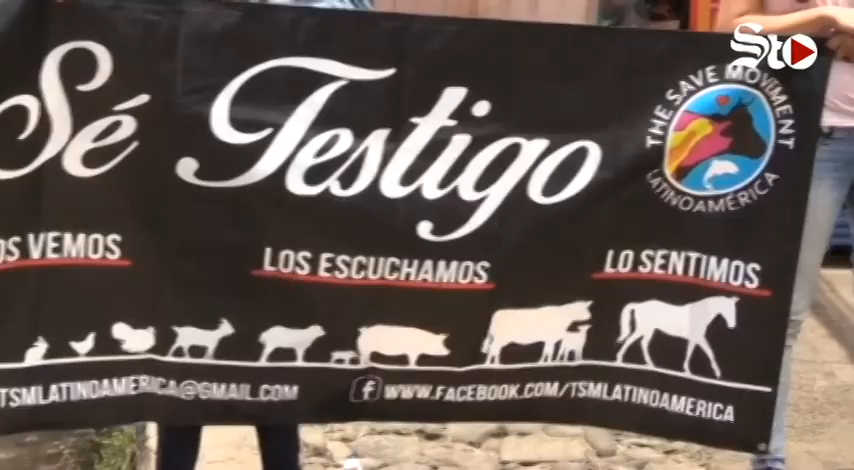 Sto
Sé Testigo
THE SAVE MOVEMENT
LATINOAMÉRICA
OS VEMOS
LOS ESCUCHAMOS
LO SENTIMOS
TSMLATINOAMERICA@GMAIL.COM
f WWW.FACEBOOK.COM/TSMLATINOAMERICA